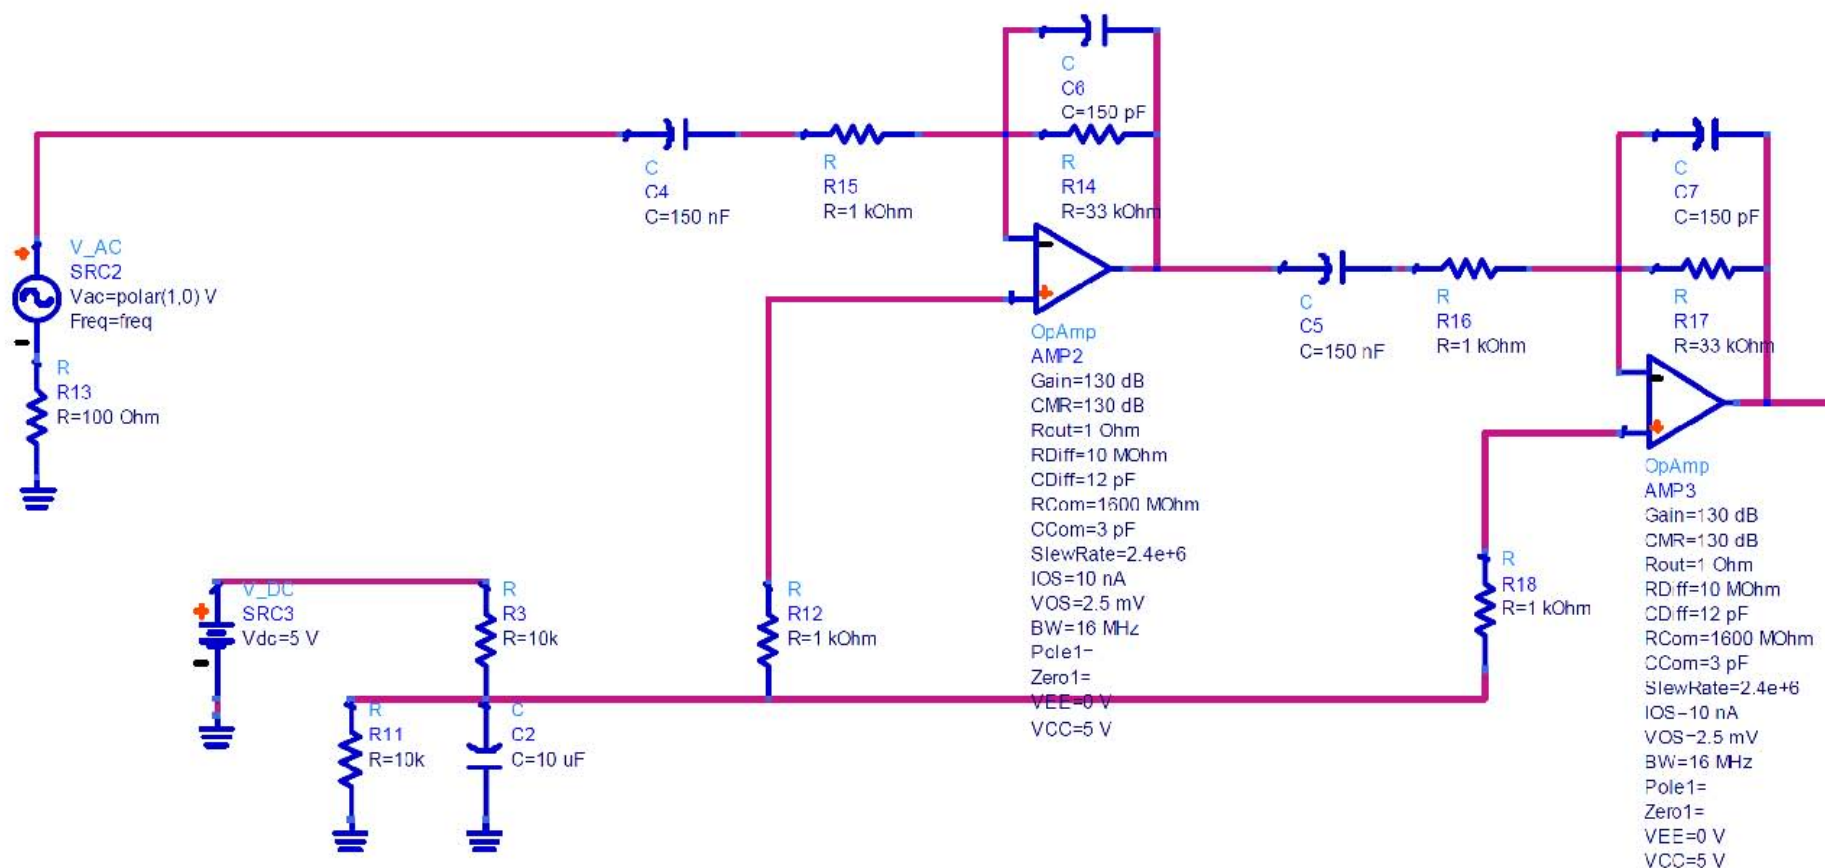 C
C6
C=150 pF
C
C4
C=150 nF
R
R15
R=1 kOhm
R
R14
R=33 kOhm
C
C7
C=150 pF
V_AC
SRC2
Vac=polar(1,0) V
Freq=freq
R
R13
R=100 Ohm
C
C5
C=150 nF
R
R16
R=1 kOhm
R
R17
R=33 kOhm
OpAmp
AMP2
Gain=130 dB
CMR=130 dB
Rout=1 Ohm
RDiff=10 MOhm
CDiff=12 pF
RCom=1600 MOhm
CCom=3 pF
SlewRate=2.4e+6
IOS=10 nA
VOS=2.5 mV
BW=16 MHz
Pole1=
Zero1=
VEE=0 V
VCC=5 V
OpAmp
AMP3
Gain=130 dB
CMR=130 dB
Rout=1 Ohm
RDiff=10 MOhm
CDiff=12 pF
RCom=1600 MOhm
CCom=3 pF
SlewRate=2.4e+6
IOS=10 nA
VOS=2.5 mV
BW=16 MHz
Pole1=
Zero1=
VEE=0 V
VCC=5 V
V_DC
SRC3
Vdc=5 V
R
R3
R=10k
R
R12
R=1 kOhm
R
R18
R=1 kOhm
R
R11
R=10k
C
C2
C=10 uF